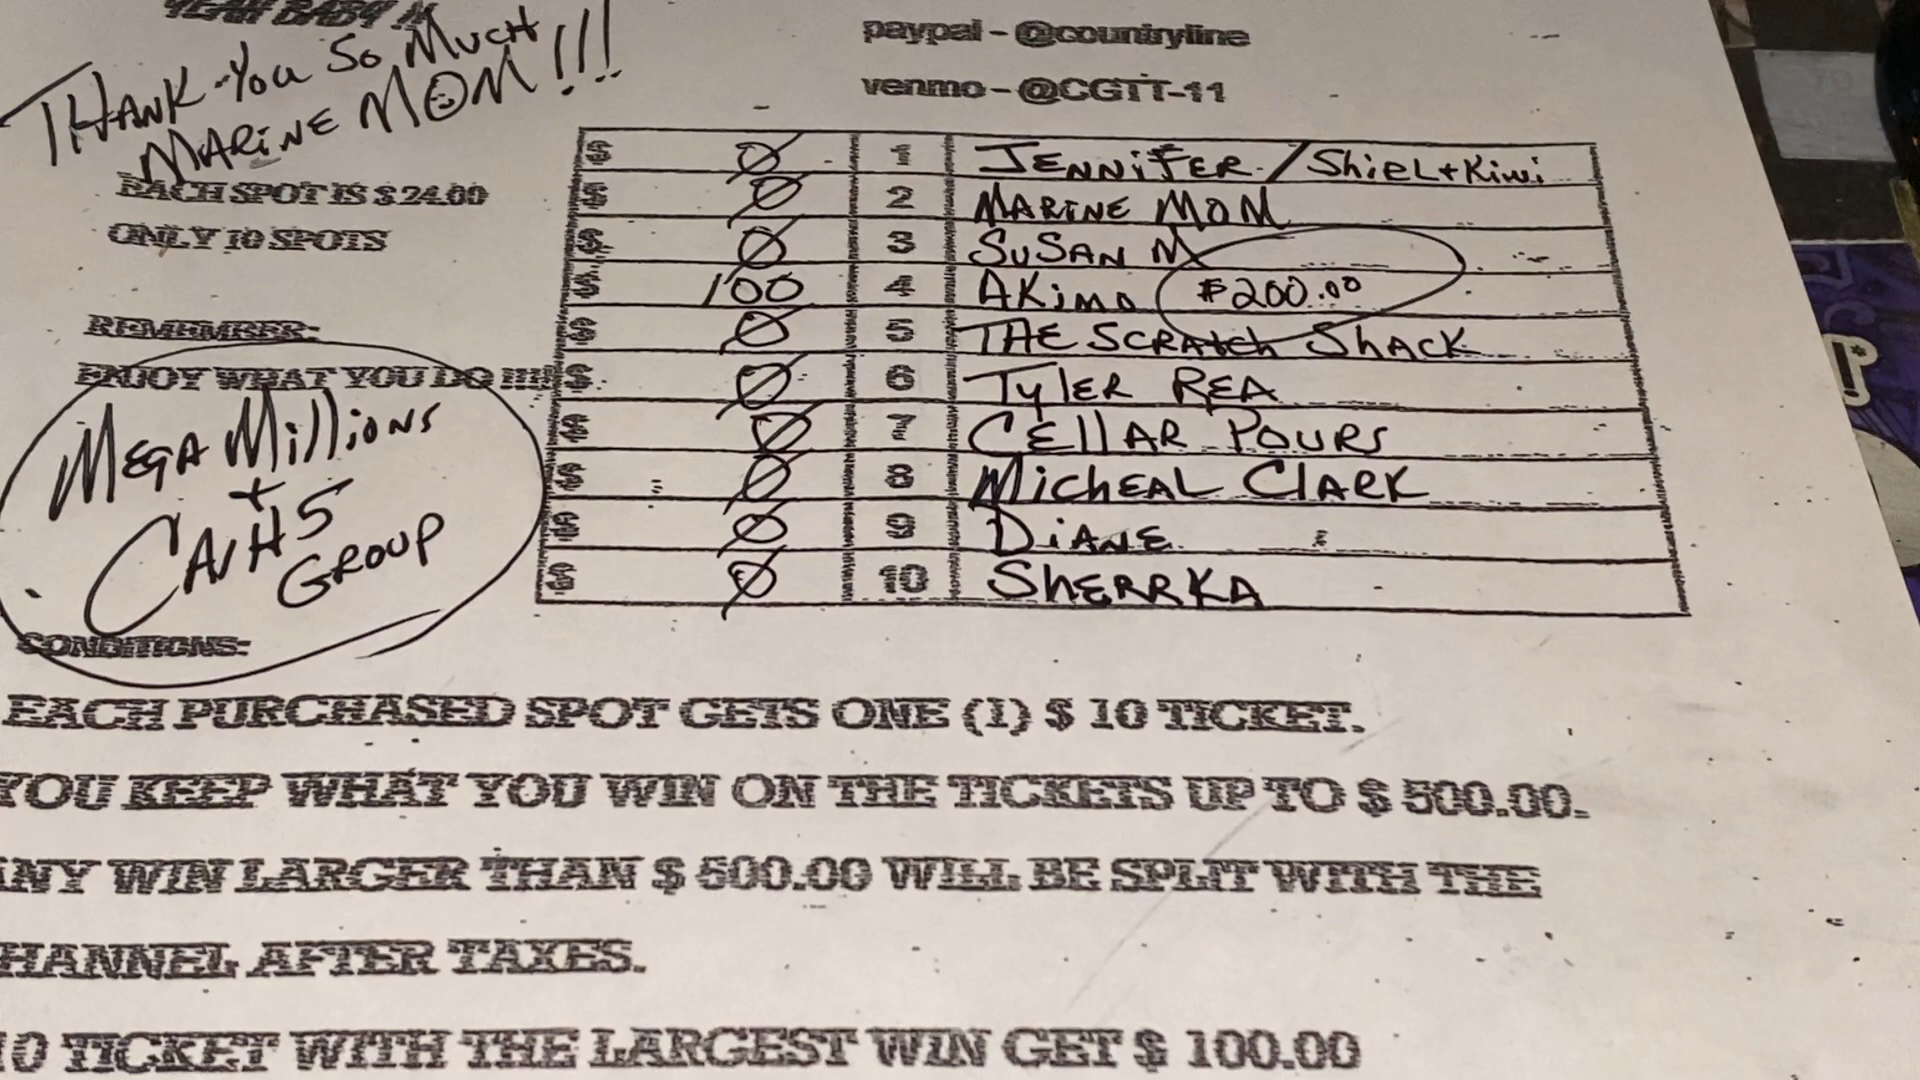 YEAH BABY !!
THANK-YOU SO MUCH
MARINE MOM!!!
paypal - @countryline
venmo - @CGTT-11
EACH SPOT IS $ 24.00
ONLY 10 SPOTS
REMEMBER:
ENJOY WHAT YOU DO !!!!
MEGA MILLIONS
+
CASH 5
GROUP
$ 0 1 JENNIFER / Shiel + Kiwi
$ 0 2 MARINE MOM
$ 0 3 SUSAN M
$ 100 4 AKIMO $200.00
$ 0 5 THE SCRATCH SHACK
$ 0 6 TYLER REA
$ 0 7 CELLAR POURS
$ 0 8 MICHEAL CLARK
$ 0 9 DIANE
$ 0 10 SHERRKA
CONDITIONS:
EACH PURCHASED SPOT GETS ONE (1) $ 10 TICKET.
YOU KEEP WHAT YOU WIN ON THE TICKETS UP TO $ 500.00.
ANY WIN LARGER THAN $ 500.00 WILL BE SPLIT WITH THE
HANNEL AFTER TAXES.
10 TICKET WITH THE LARGEST WIN GET $ 100.00